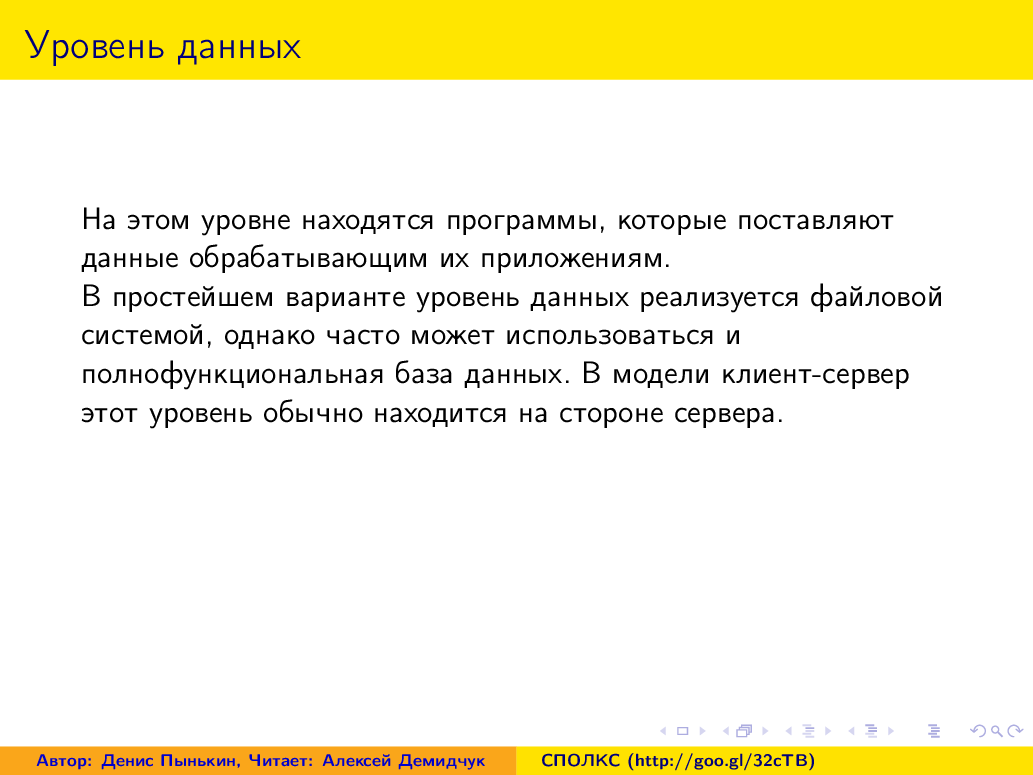 Уровень данных
На этом уровне находятся программы, которые поставляют
данные обрабатывающим их приложениям.
В простейшем варианте уровень данных реализуется файловой
системой, однако часто может использоваться и
полнофункциональная база данных. В модели клиент-сервер
этот уровень обычно находится на стороне сервера.
Автор: Денис Пынькин, Читает: Алексей Демидчук
СПОЛКС (http://goo.gl/32cTB)